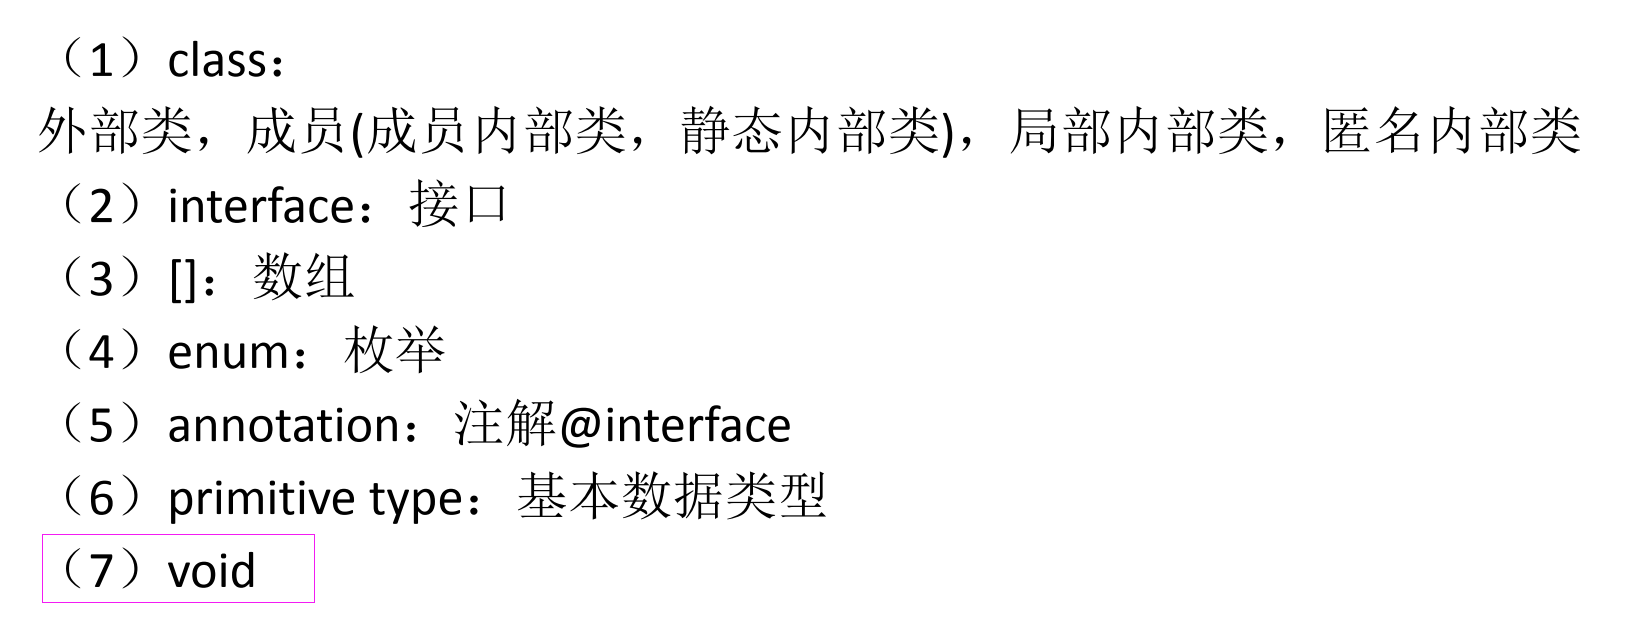 （1）class：
外部类，成员(成员内部类，静态内部类)，局部内部类，匿名内部类
（2）interface：接口
（3）[]：数组
（4）enum：枚举
（5）annotation：注解@interface
（6）primitive type：基本数据类型
（7）void